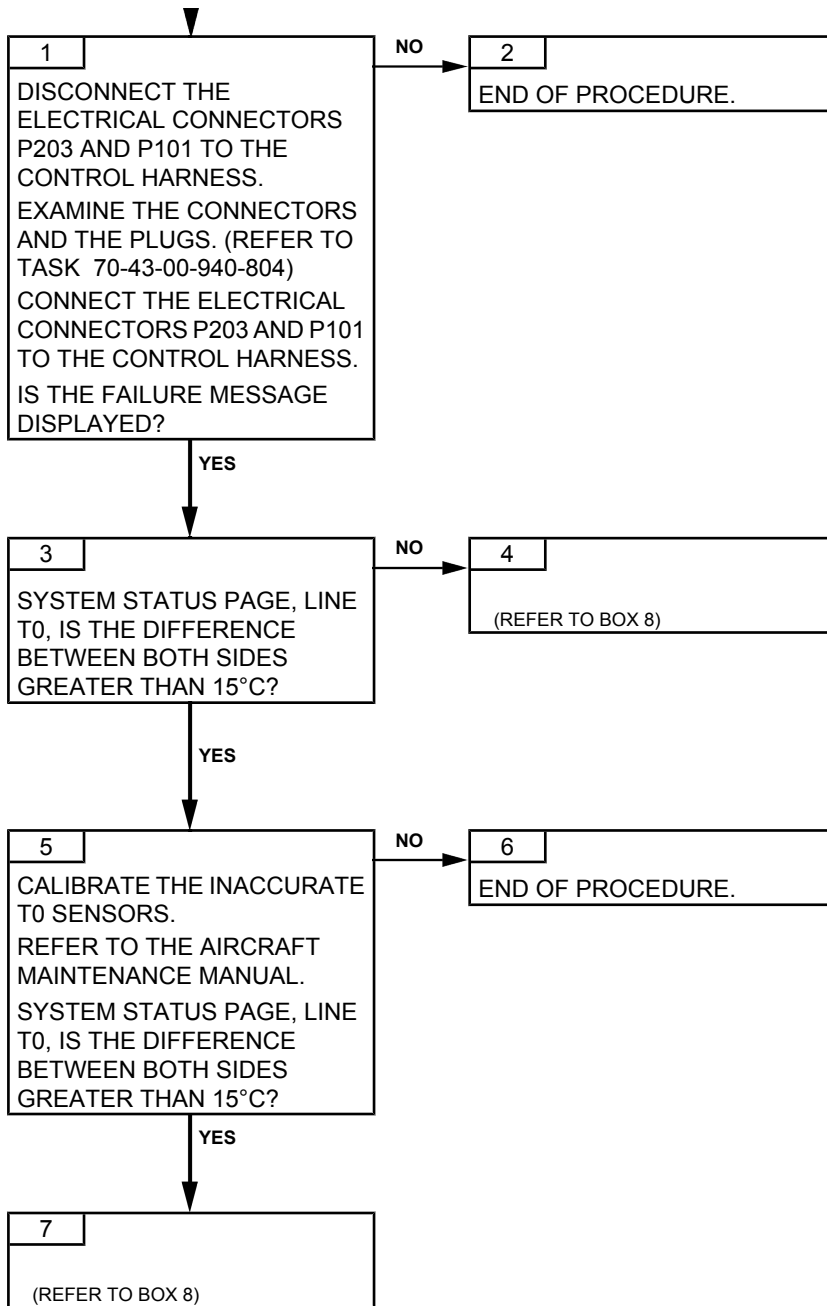 1
DISCONNECT THE
ELECTRICAL CONNECTORS
P203 AND P101 TO THE
CONTROL HARNESS.
EXAMINE THE CONNECTORS
AND THE PLUGS. (REFER TO
TASK 70-43-00-940-804)
CONNECT THE ELECTRICAL
CONNECTORS P203 AND P101
TO THE CONTROL HARNESS.
IS THE FAILURE MESSAGE
DISPLAYED?
NO
2
END OF PROCEDURE.
YES
3
SYSTEM STATUS PAGE, LINE
T0, IS THE DIFFERENCE
BETWEEN BOTH SIDES
GREATER THAN 15°C?
NO
4
(REFER TO BOX 8)
YES
5
CALIBRATE THE INACCURATE
T0 SENSORS.
REFER TO THE AIRCRAFT
MAINTENANCE MANUAL.
SYSTEM STATUS PAGE, LINE
T0, IS THE DIFFERENCE
BETWEEN BOTH SIDES
GREATER THAN 15°C?
NO
6
END OF PROCEDURE.
YES
7
(REFER TO BOX 8)